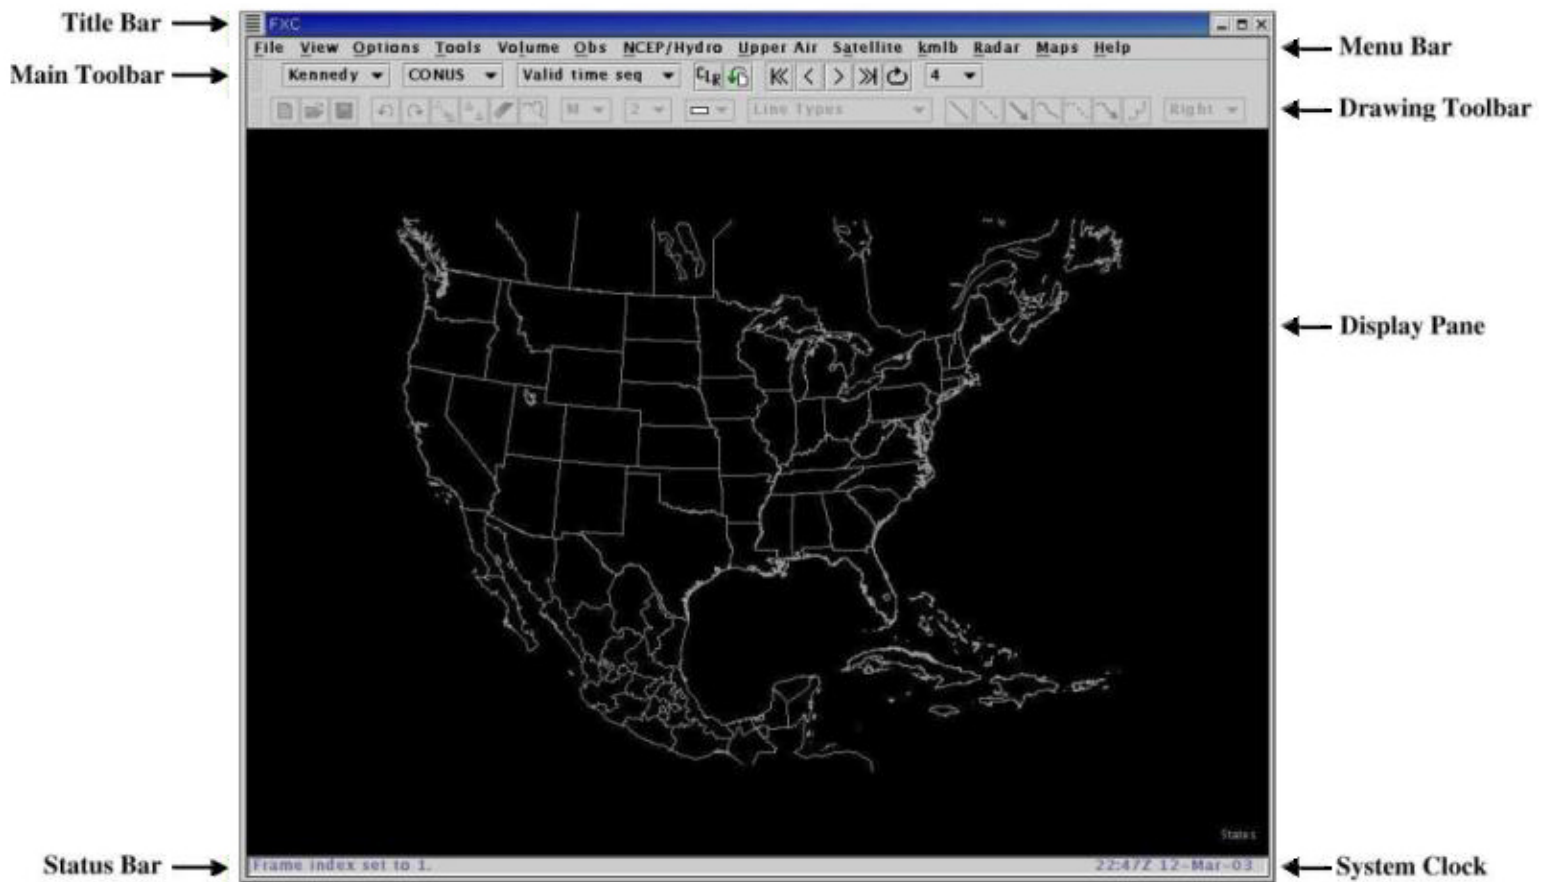 Title Bar
FXC
File View Options Tools Volume Obs NCEP/Hydro Upper Air Satellite kmlb Radar Maps Help
Menu Bar
Main Toolbar
Kennedy CONUS Valid time seq CLR 4
M 2 Line Types Right
Drawing Toolbar
Display Pane
States
Status Bar
Frame index set to 1.
22:47Z 12-Mar-03
System Clock